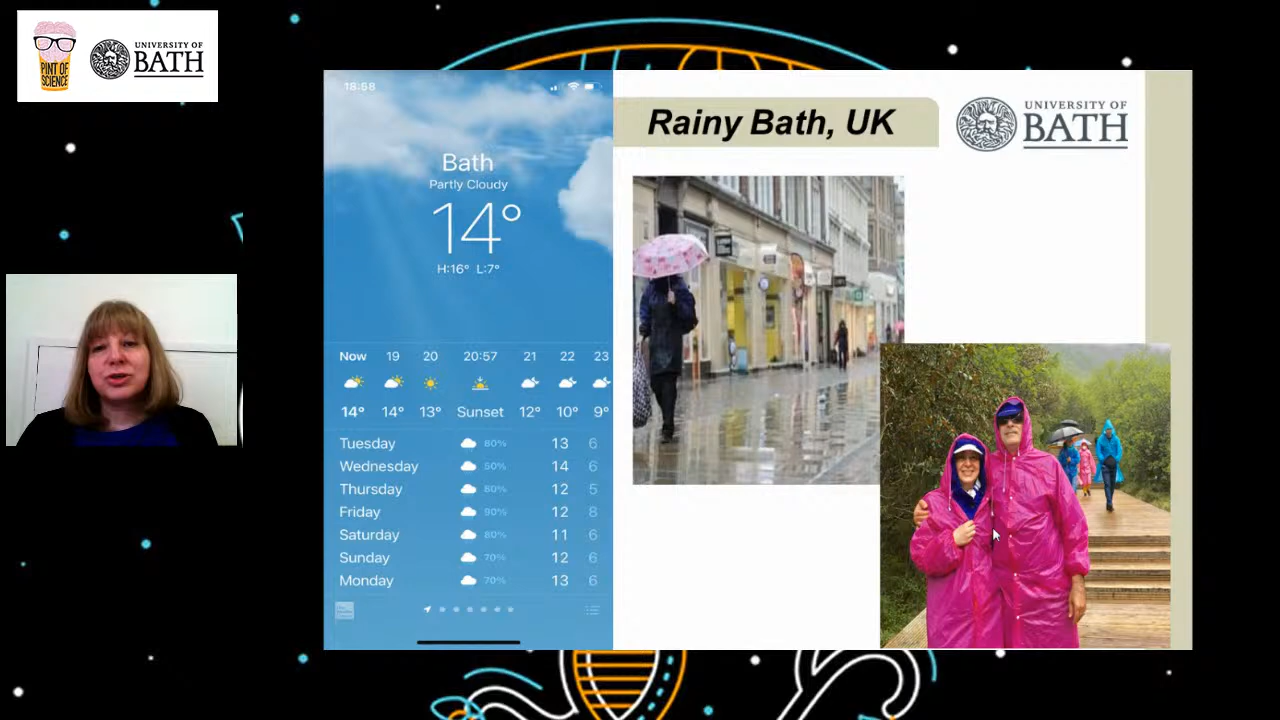 PINT OF
SCIENCE
UNIVERSITY OF
BATH
18:58
Bath
Partly Cloudy
14°
H:16° L:7°
Now 19 20 20:57 21 22 23
14° 14° 13° Sunset 12° 10° 9°
Tuesday 80% 13 6
Wednesday 50% 14 6
Thursday 80% 12 5
Friday 90% 12 8
Saturday 80% 11 6
Sunday 70% 12 6
Monday 70% 13 6
Rainy Bath, UK
UNIVERSITY OF
BATH